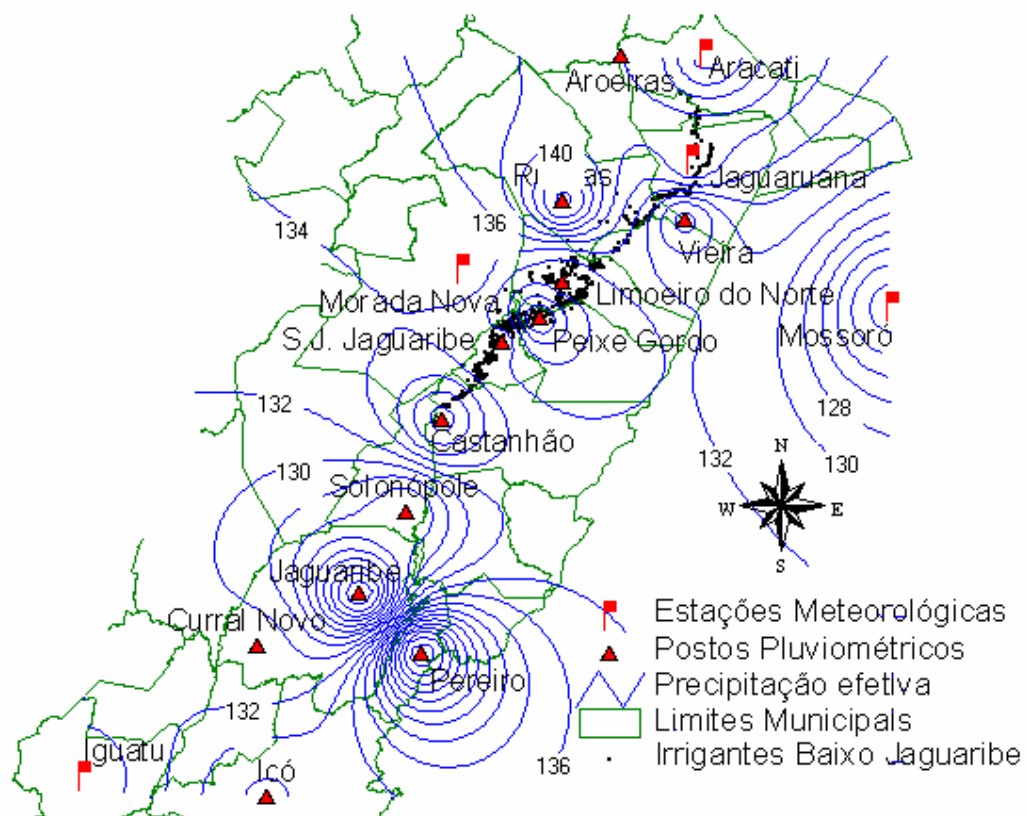 Aracati
Aroeiras
140
Ri as
Jaguaruana
136
134
Vieira
Morada Nova
Limoeiro do Norte
Mossoró
S.J. Jaguaribe
Peixe Gordo
132
128
Castanhão
130
132
130
N
Solonópole
W
E
S
Jaguaribe
Curral Novo
Pereiro
132
Iguatu
Icó
136
Estações Meteorológicas
Postos Pluviométricos
Precipitação efetiva
Limites Municipais
Irrigantes Baixo Jaguaribe